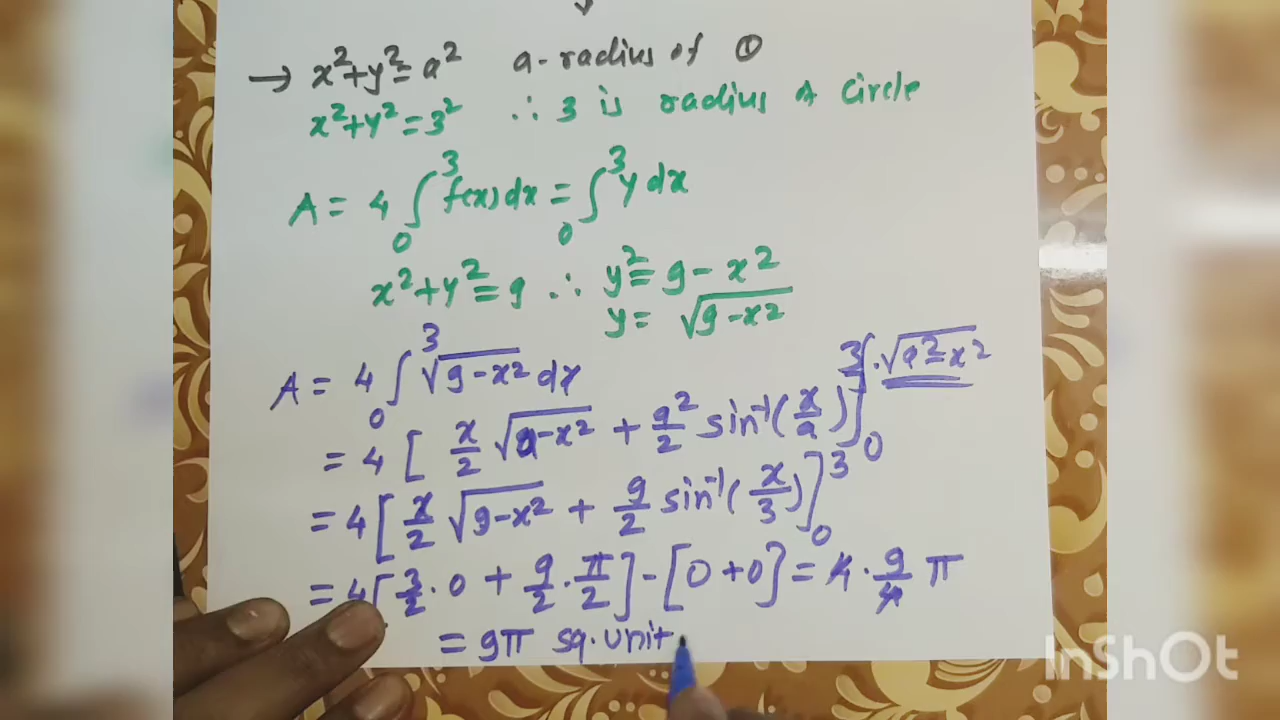 → x²+y²=a² a-radius of ①
x²+y²=3² ∴ 3 is radius of Circle
A = 4 ∫₀³ f(x) dx = ∫₀³ y dx
x²+y²=9 ∴ y²= 9-x²
y= √9-x²
A = 4 ∫₀³ √9-x² dx ∫.√a²-x²
= 4 [ x/2 √a-x² + a²/2 sin⁻¹(x/a) ]₀³
= 4 [ x/2 √9-x² + 9/2 sin⁻¹(x/3) ]₀³
= 4 [ 3/2 . 0 + 9/2 . π/2 ] - [0+0] = 4 . 9/4 π
= 9π sq. unit
InShOt